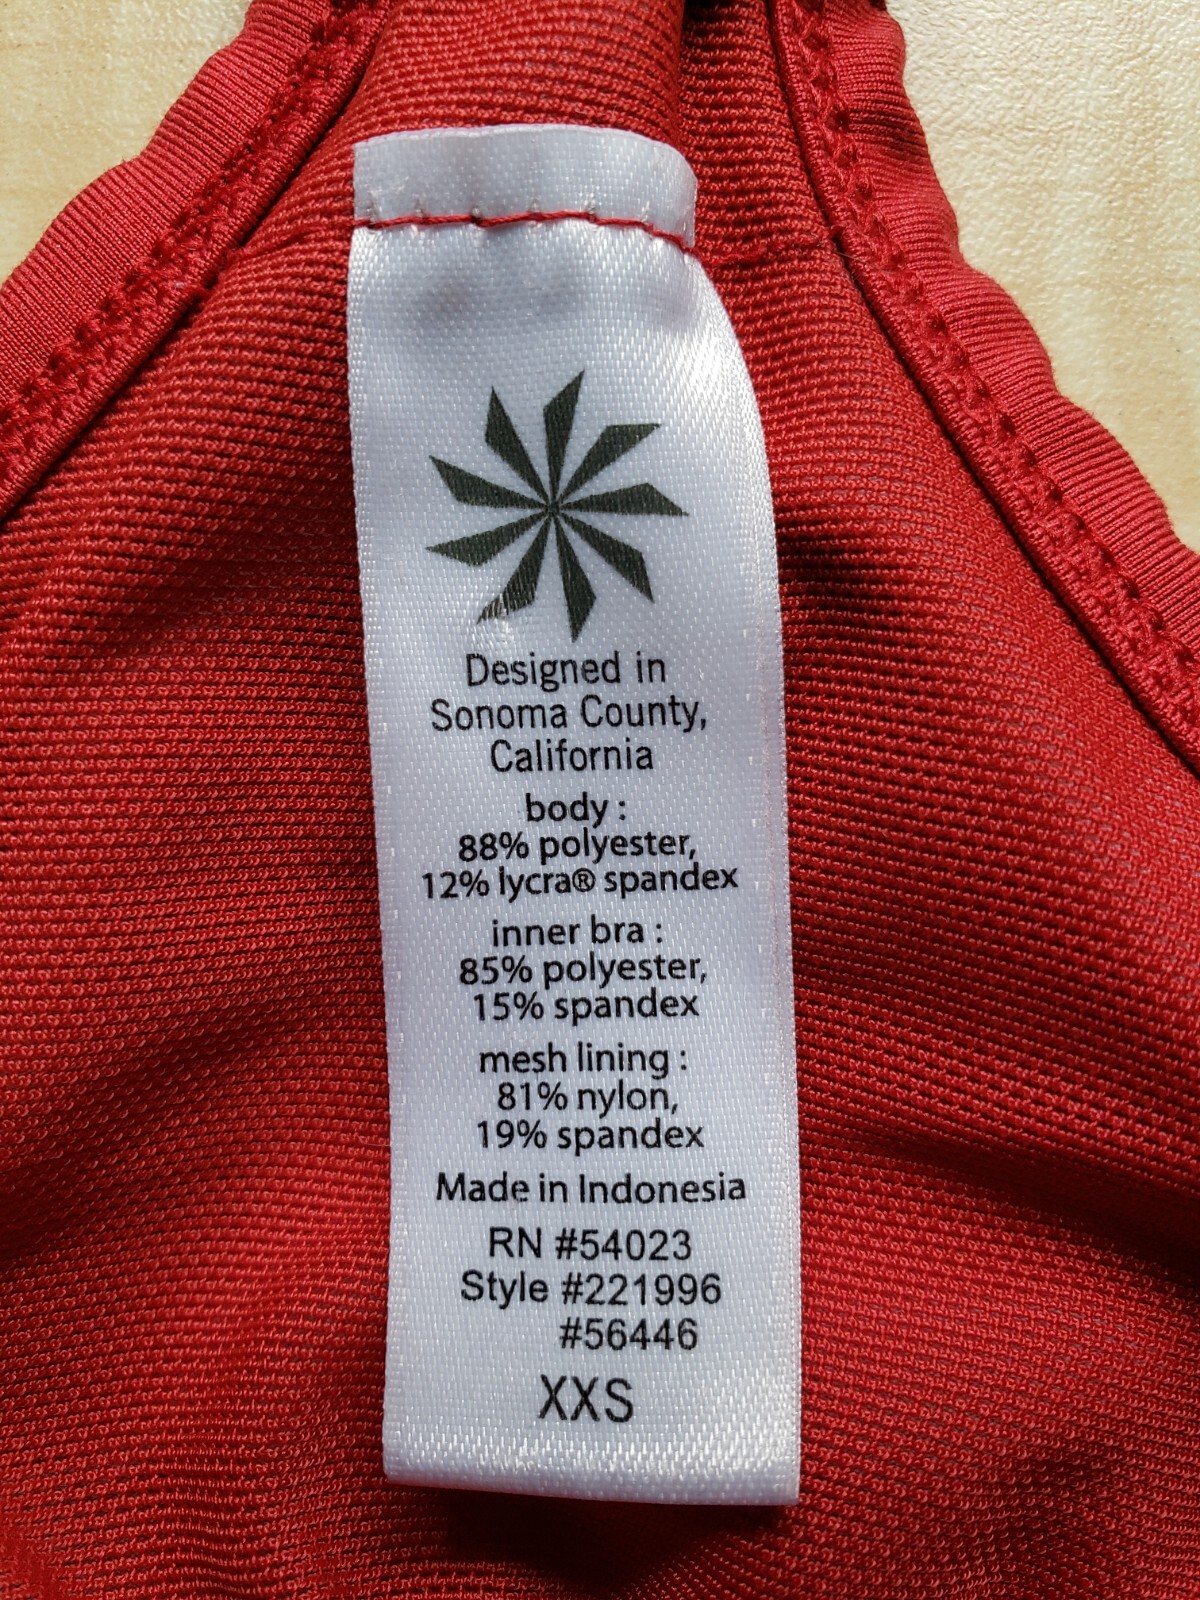 Designed in
Sonoma County,
California
body :
88% polyester,
12% lycra® spandex
inner bra :
85% polyester,
15% spandex
mesh lining :
81% nylon,
19% spandex
Made in Indonesia
RN #54023
Style #221996
#56446
XXS